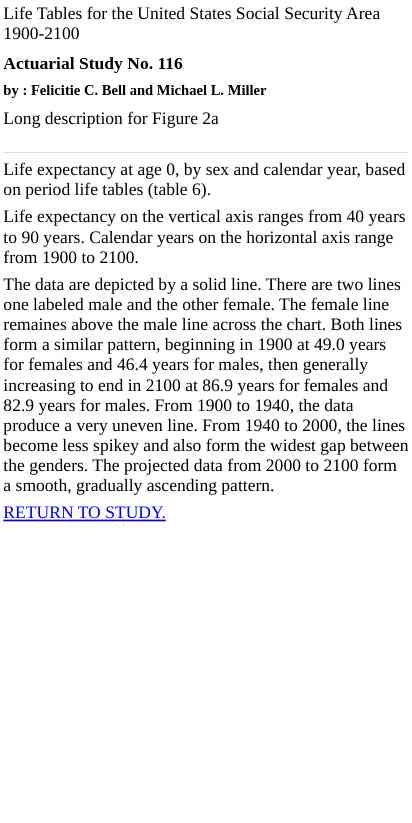 Life Tables for the United States Social Security Area
1900-2100
Actuarial Study No. 116
by : Felicitie C. Bell and Michael L. Miller
Long description for Figure 2a
Life expectancy at age 0, by sex and calendar year, based
on period life tables (table 6).
Life expectancy on the vertical axis ranges from 40 years
to 90 years. Calendar years on the horizontal axis range
from 1900 to 2100.
The data are depicted by a solid line. There are two lines
one labeled male and the other female. The female line
remaines above the male line across the chart. Both lines
form a similar pattern, beginning in 1900 at 49.0 years
for females and 46.4 years for males, then generally
increasing to end in 2100 at 86.9 years for females and
82.9 years for males. From 1900 to 1940, the data
produce a very uneven line. From 1940 to 2000, the lines
become less spikey and also form the widest gap between
the genders. The projected data from 2000 to 2100 form
a smooth, gradually ascending pattern.
RETURN TO STUDY.